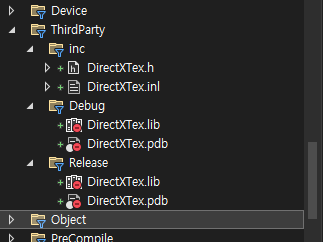 Device
ThirdParty
inc
DirectXTex.h
DirectXTex.inl
Debug
DirectXTex.lib
DirectXTex.pdb
Release
DirectXTex.lib
DirectXTex.pdb
Object
PreCompile